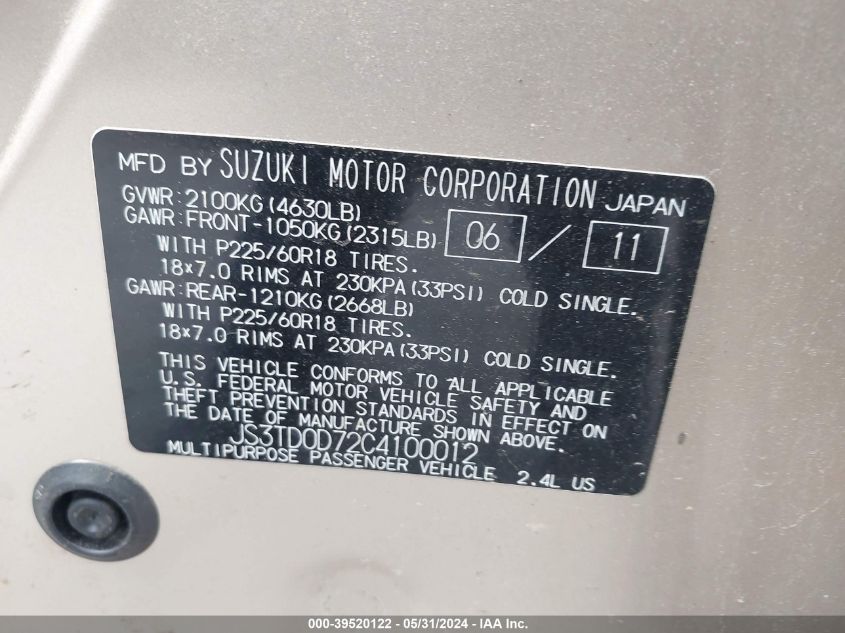 MFD BY SUZUKI MOTOR CORPORATION JAPAN
GVWR:2100KG(4630LB)
GAWR:FRONT-1050KG(2315LB) 06 / 11
WITH P225/60R18 TIRES.
18×7.0 RIMS AT 230KPA(33PSI) COLD SINGLE.
GAWR:REAR-1210KG(2668LB)
WITH P225/60R18 TIRES.
18×7.0 RIMS AT 230KPA(33PSI) COLD SINGLE.
THIS VEHICLE CONFORMS TO ALL APPLICABLE
U.S. FEDERAL MOTOR VEHICLE SAFETY AND
THEFT PREVENTION STANDARDS IN EFFECT ON
THE DATE OF MANUFACTURE SHOWN ABOVE.
JS3TD0D72C4100012
MULTIPURPOSE PASSENGER VEHICLE 2.4L US
000-39520122 - 05/31/2024 - IAA Inc.